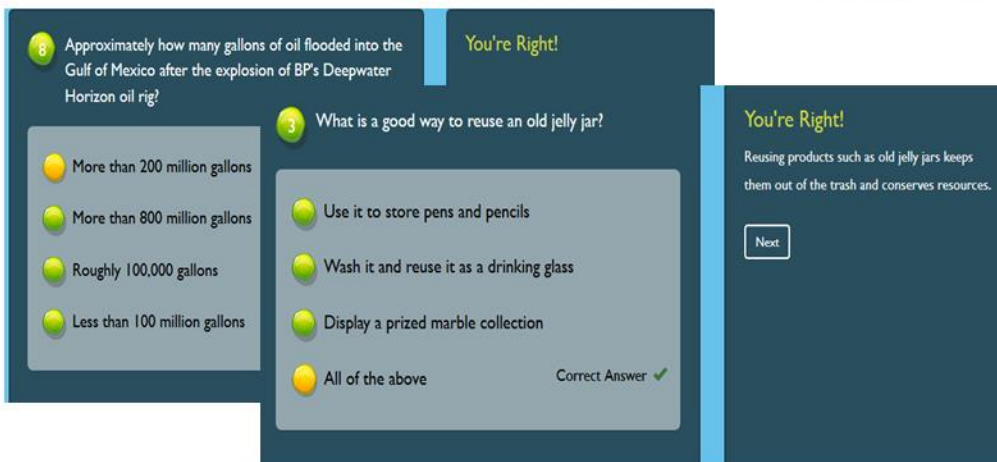 8 Approximately how many gallons of oil flooded into the
Gulf of Mexico after the explosion of BP's Deepwater
Horizon oil rig?
More than 200 million gallons
More than 800 million gallons
Roughly 100,000 gallons
Less than 100 million gallons
You're Right!
3 What is a good way to reuse an old jelly jar?
Use it to store pens and pencils
Wash it and reuse it as a drinking glass
Display a prized marble collection
All of the above Correct Answer ✔
You're Right!
Reusing products such as old jelly jars keeps
them out of the trash and conserves resources.
Next